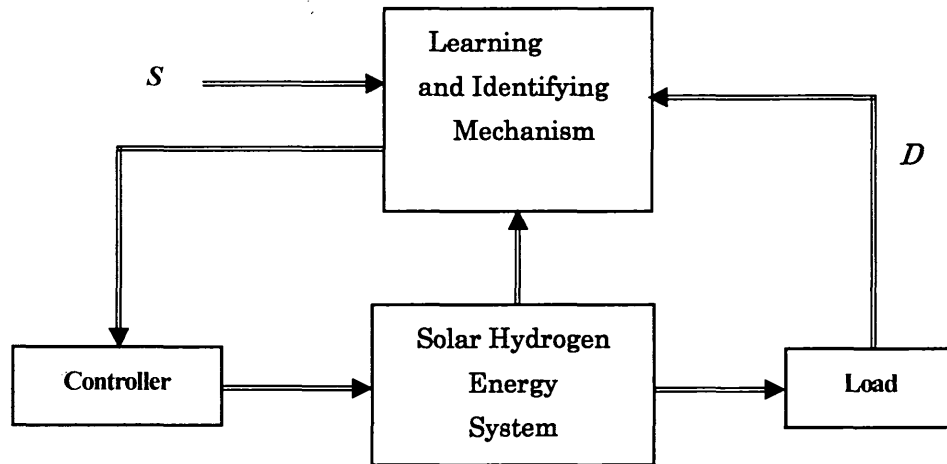 Learning
and Identifying
Mechanism
S
D
Solar Hydrogen
Energy
System
Controller
Load